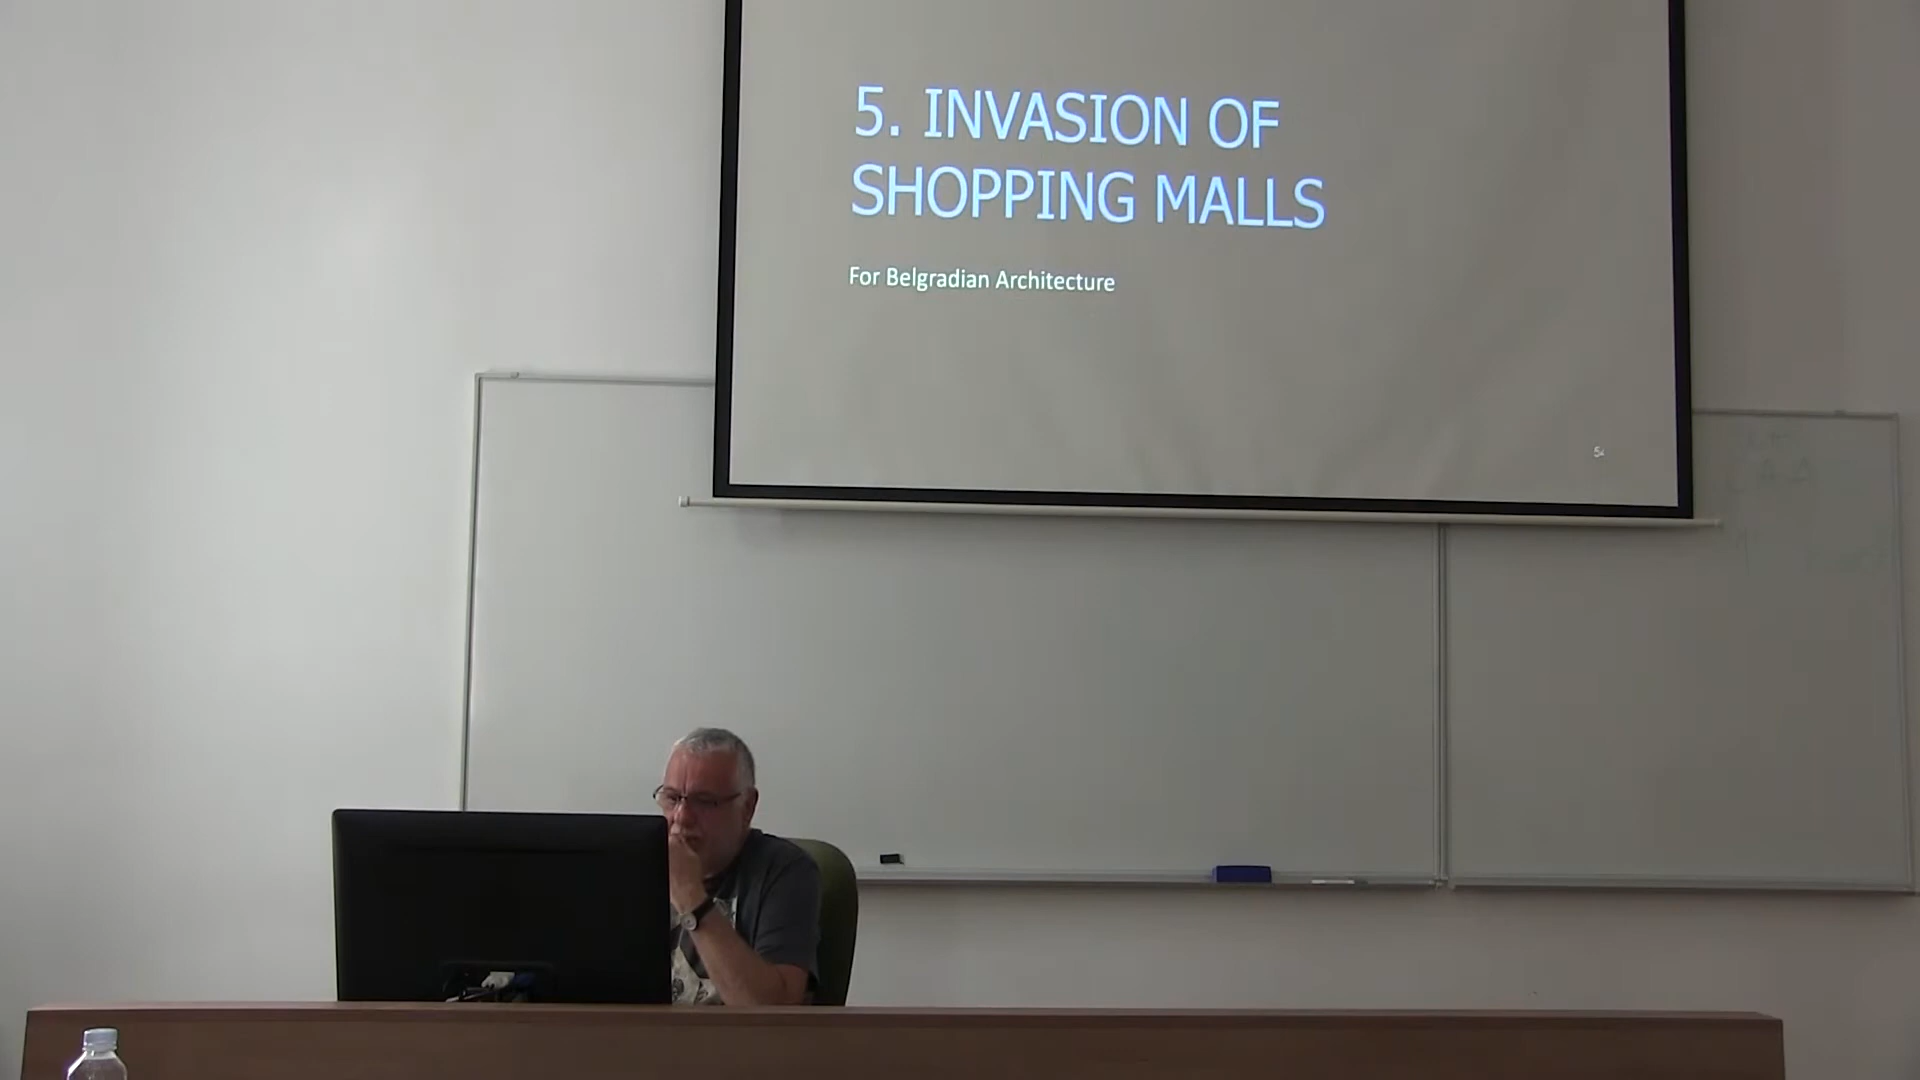 5. INVASION OF
SHOPPING MALLS
For Belgradian Architecture